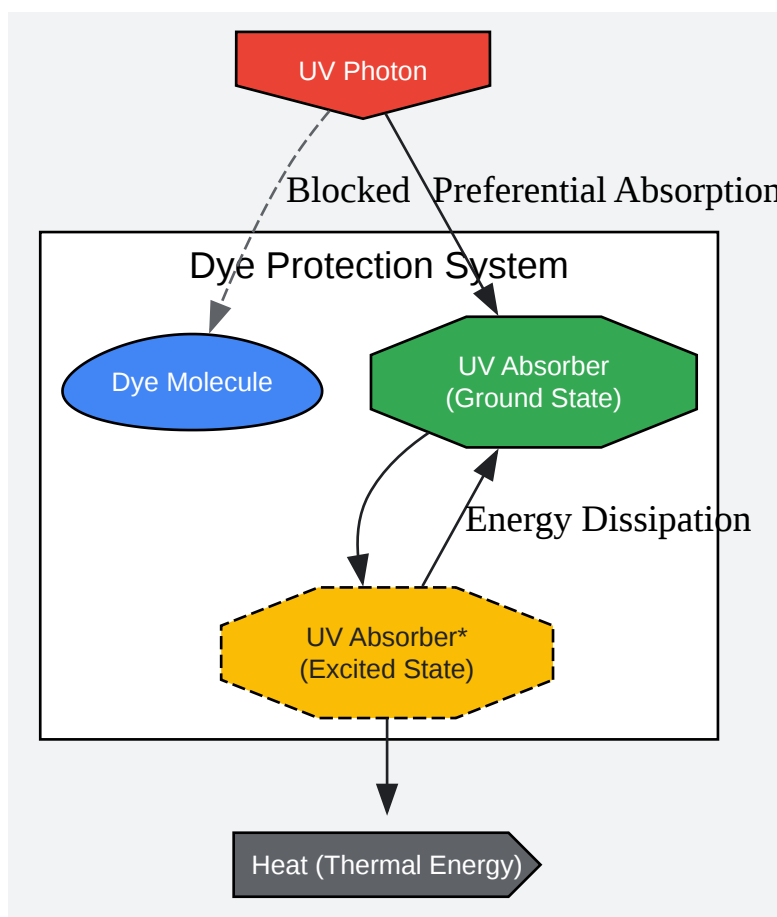 UV Photon
Blocked
Preferential Absorption
Dye Protection System
Dye Molecule
UV Absorber
(Ground State)
Energy Dissipation
UV Absorber*
(Excited State)
Heat (Thermal Energy)